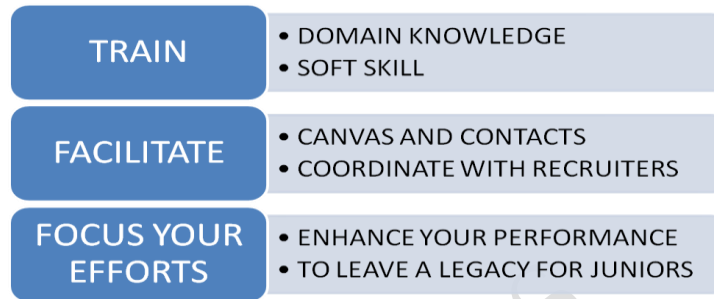 TRAIN
• DOMAIN KNOWLEDGE
• SOFT SKILL
FACILITATE
• CANVAS AND CONTACTS
• COORDINATE WITH RECRUITERS
FOCUS YOUR
EFFORTS
• ENHANCE YOUR PERFORMANCE
• TO LEAVE A LEGACY FOR JUNIORS